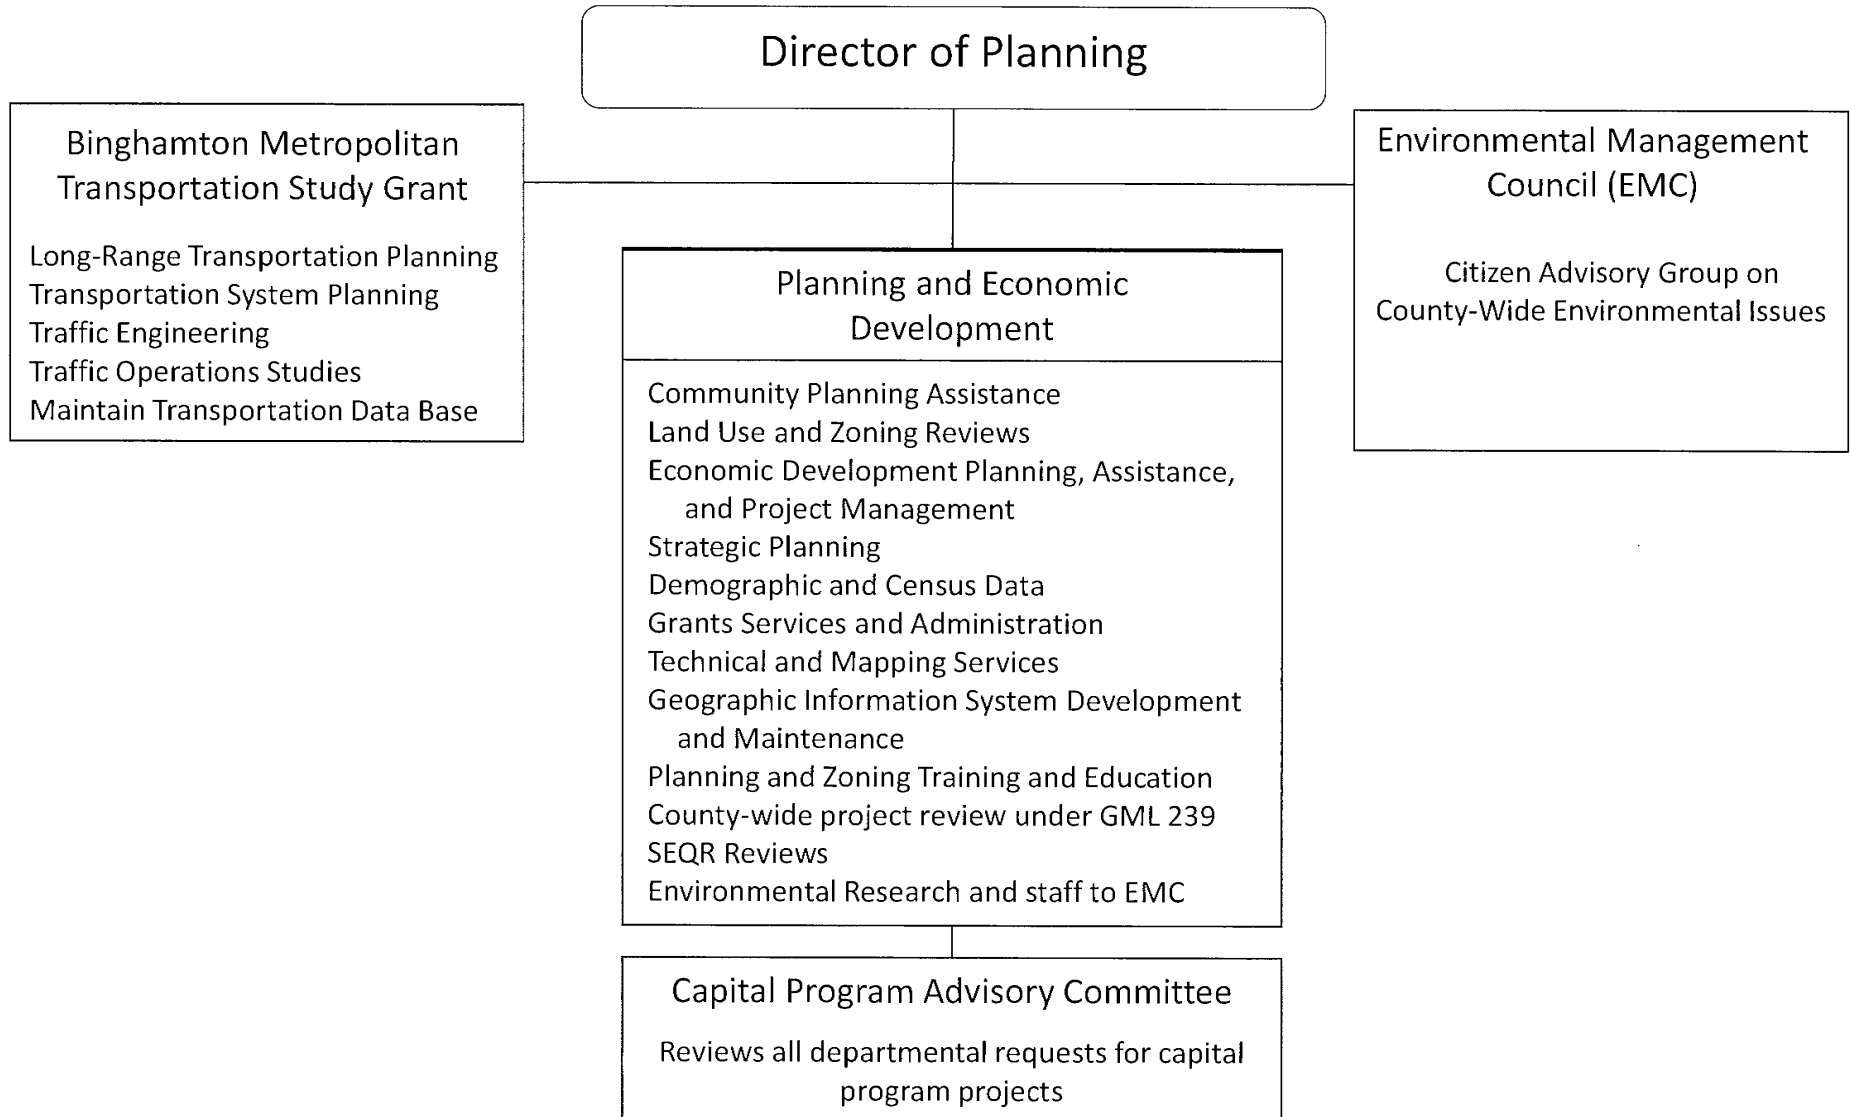 Director of Planning
Binghamton Metropolitan
Transportation Study Grant
Long-Range Transportation Planning
Transportation System Planning
Traffic Engineering
Traffic Operations Studies
Maintain Transportation Data Base
Environmental Management
Council (EMC)
Citizen Advisory Group on
County-Wide Environmental Issues
Planning and Economic
Development
Community Planning Assistance
Land Use and Zoning Reviews
Economic Development Planning, Assistance,
and Project Management
Strategic Planning
Demographic and Census Data
Grants Services and Administration
Technical and Mapping Services
Geographic Information System Development
and Maintenance
Planning and Zoning Training and Education
County-wide project review under GML 239
SEQR Reviews
Environmental Research and staff to EMC
Capital Program Advisory Committee
Reviews all departmental requests for capital
program projects